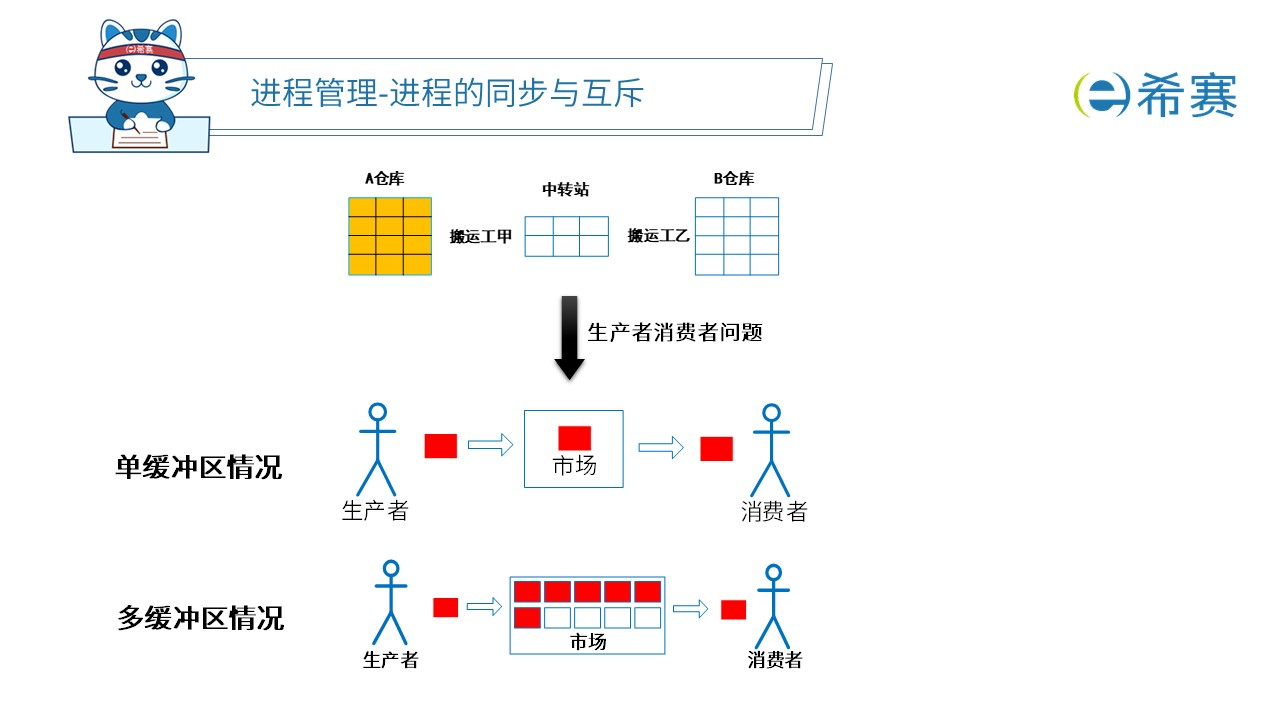 希赛
进程管理-进程的同步与互斥
希赛
A仓库
中转站
B仓库
搬运工甲
搬运工乙
生产者消费者问题
单缓冲区情况
市场
生产者
消费者
多缓冲区情况
市场
生产者
消费者